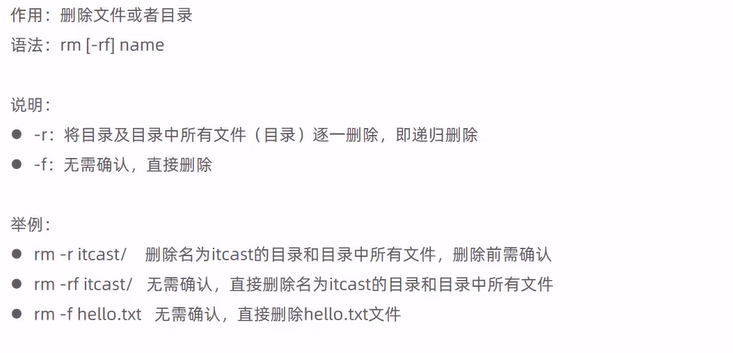 作用：删除文件或者目录
语法：rm [-rf] name
说明：
● -r：将目录及目录中所有文件（目录）逐一删除，即递归删除
● -f：无需确认，直接删除
举例：
● rm -r itcast/ 删除名为itcast的目录和目录中所有文件，删除前需确认
● rm -rf itcast/ 无需确认，直接删除名为itcast的目录和目录中所有文件
● rm -f hello.txt 无需确认，直接删除hello.txt文件